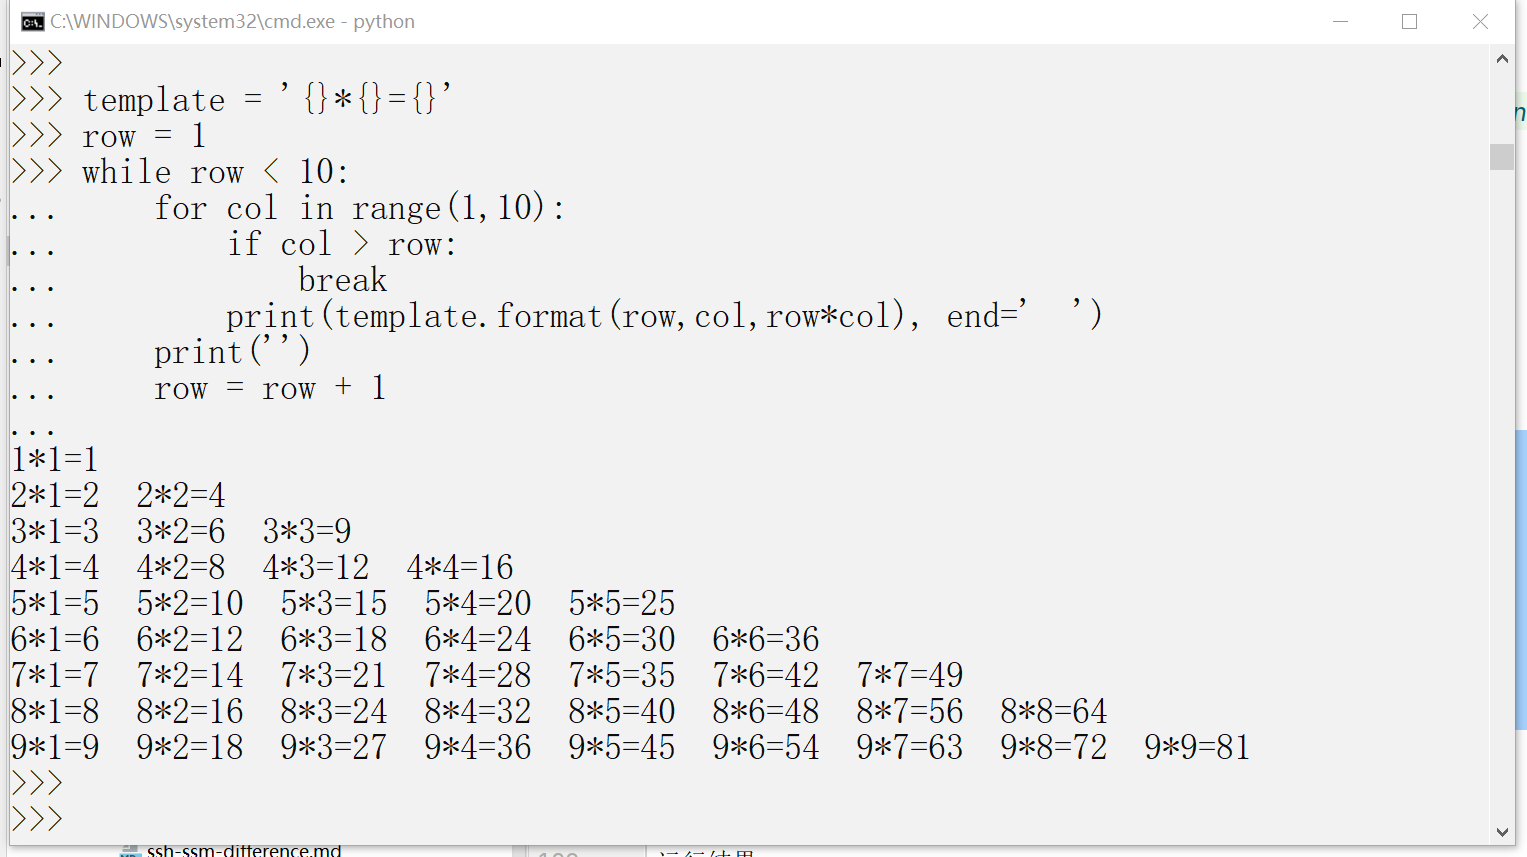 C:\WINDOWS\system32\cmd.exe - python
>>>
>>> template = '{}*{}={}'
>>> row = 1
>>> while row < 10:
...     for col in range(1,10):
...         if col > row:
...             break
...         print(template.format(row,col,row*col), end='  ')
...     print('')
...     row = row + 1
...
1*1=1
2*1=2  2*2=4
3*1=3  3*2=6  3*3=9
4*1=4  4*2=8  4*3=12  4*4=16
5*1=5  5*2=10  5*3=15  5*4=20  5*5=25
6*1=6  6*2=12  6*3=18  6*4=24  6*5=30  6*6=36
7*1=7  7*2=14  7*3=21  7*4=28  7*5=35  7*6=42  7*7=49
8*1=8  8*2=16  8*3=24  8*4=32  8*5=40  8*6=48  8*7=56  8*8=64
9*1=9  9*2=18  9*3=27  9*4=36  9*5=45  9*6=54  9*7=63  9*8=72  9*9=81
>>>
>>>
ssh-ssm-difference.md